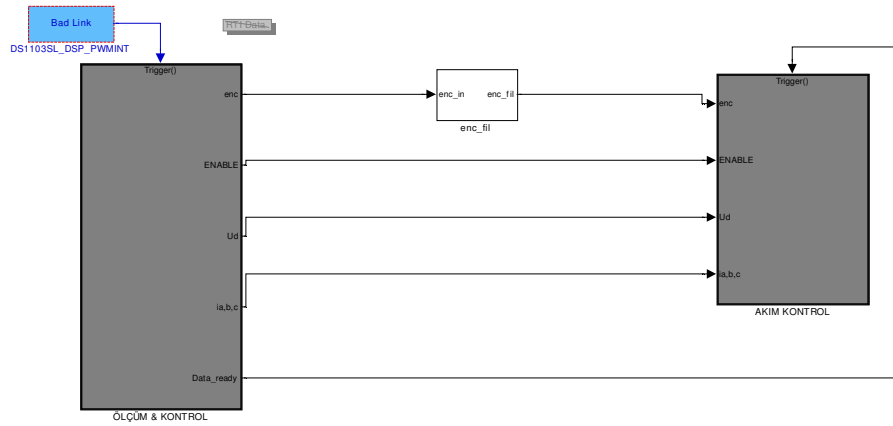 Bad Link
DS1103SL_DSP_PWMINT
RTI Data
Trigger()
enc
ENABLE
Ud
ia,b,c
Data_ready
ÖLÇÜM & KONTROL
enc_in
enc_fil
enc_fil
Trigger()
enc
ENABLE
Ud
ia,b,c
AKIM KONTROL